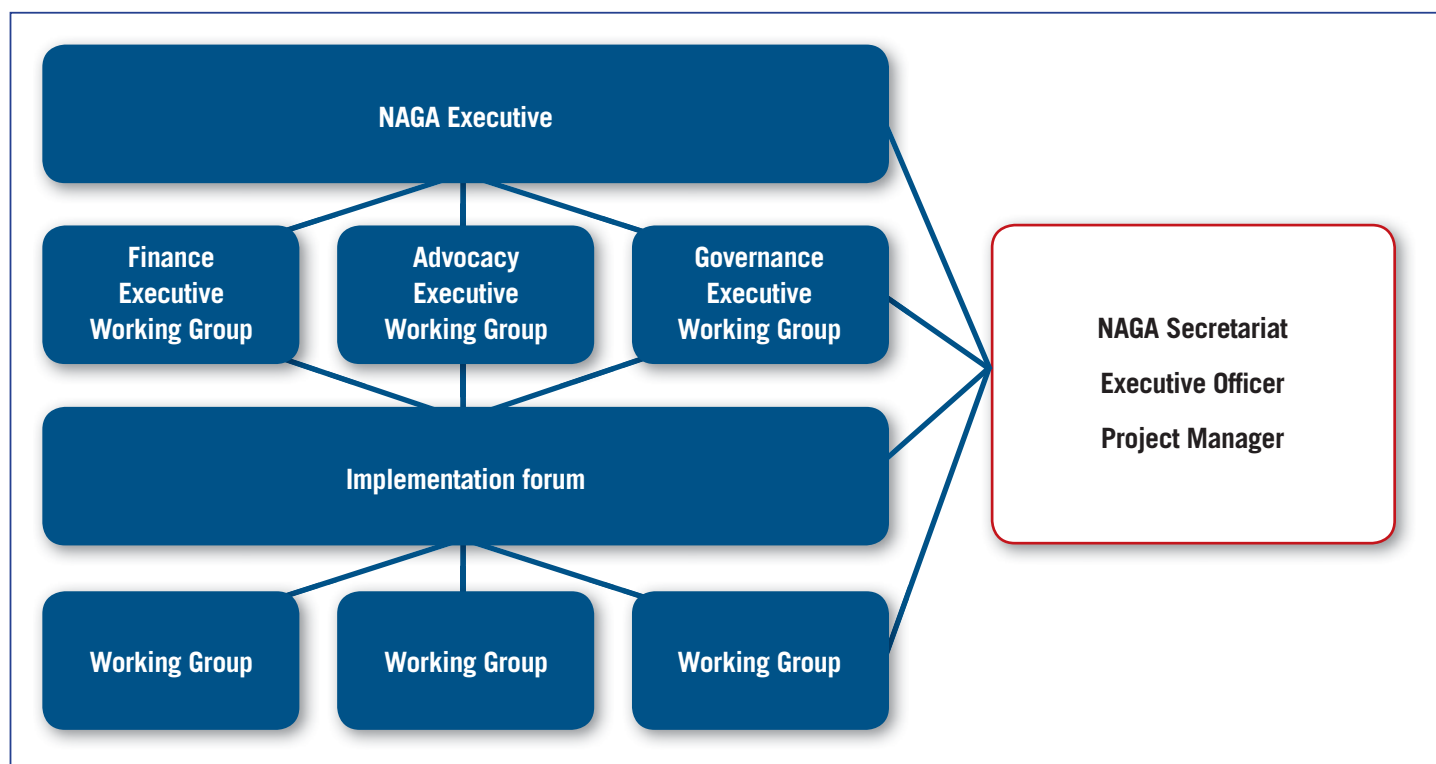 NAGA Executive
Finance
Executive
Working Group
Advocacy
Executive
Working Group
Governance
Executive
Working Group
NAGA Secretariat
Executive Officer
Project Manager
Implementation forum
Working Group
Working Group
Working Group